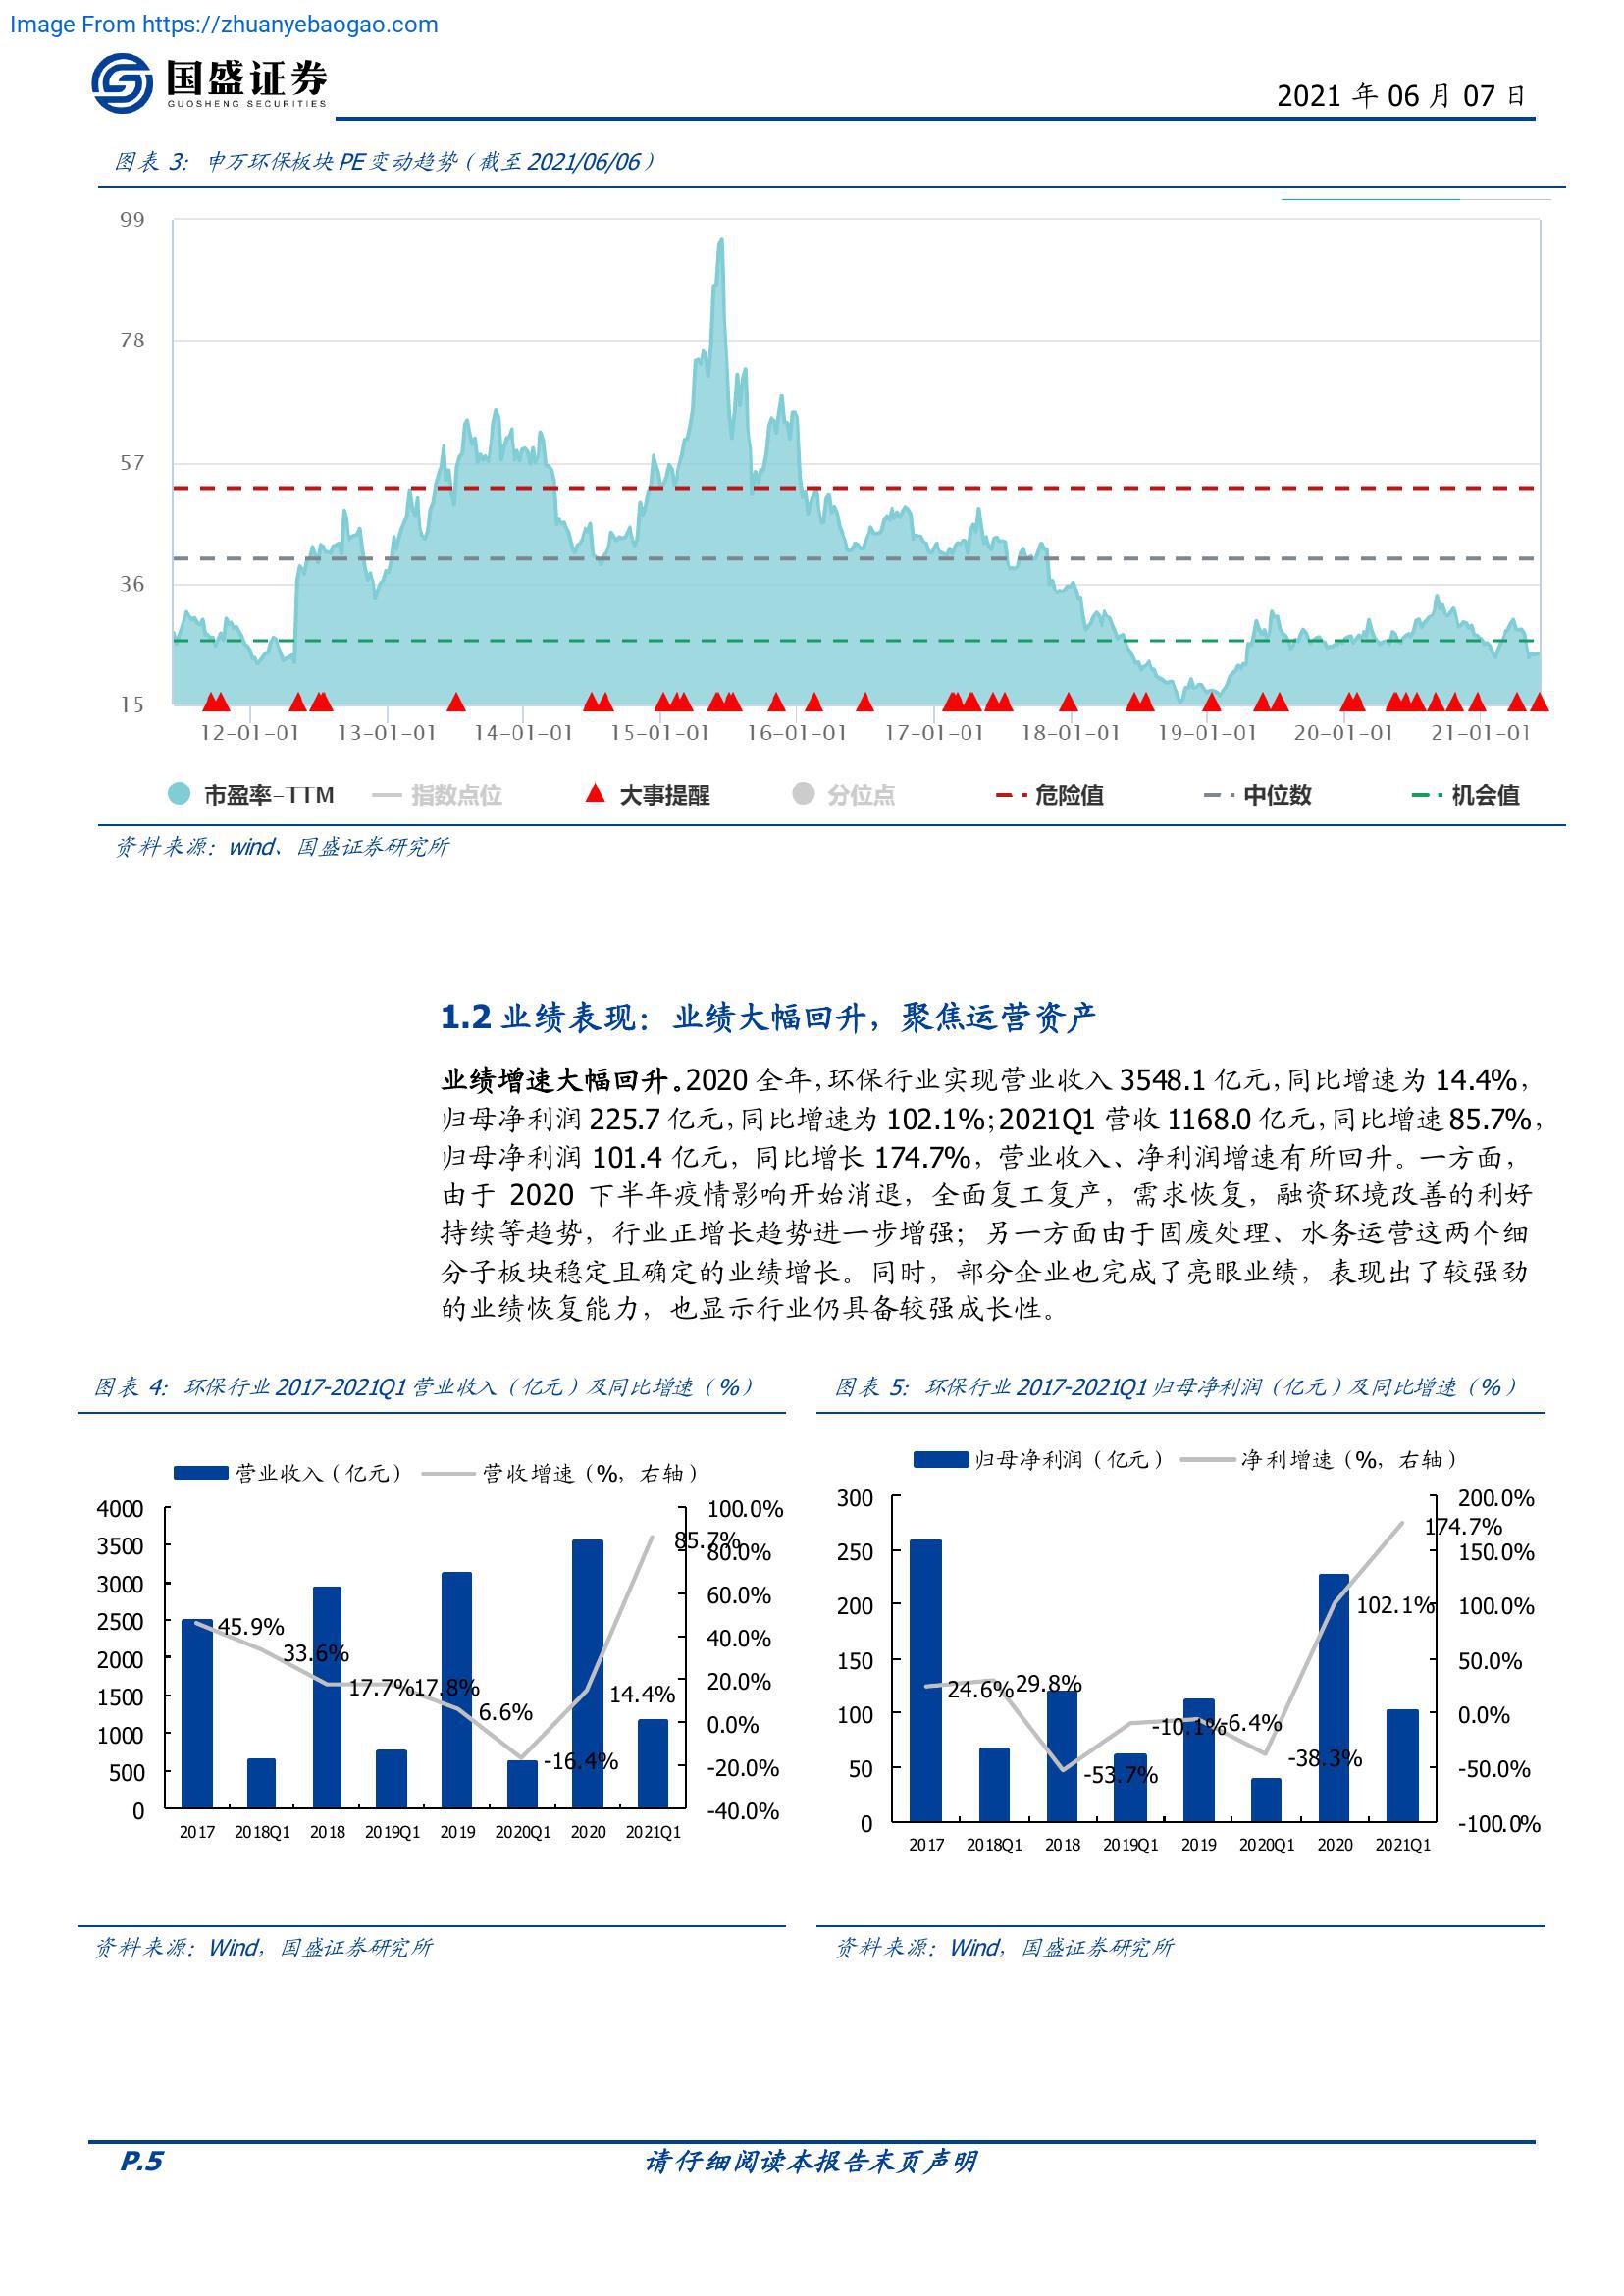 Image From https://zhuanyebaogao.com
国盛证券
GUOSHENG SECURITIES
2021 年 06 月 07 日
图表 3: 申万环保板块 PE 变动趋势（截至 2021/06/06）
99
78
57
36
15
12-01-01 13-01-01 14-01-01 15-01-01 16-01-01 17-01-01 18-01-01 19-01-01 20-01-01 21-01-01
市盈率-TTM 指数点位 大事提醒 分位点 危险值 中位数 机会值
资料来源：wind、国盛证券研究所
1.2 业绩表现：业绩大幅回升，聚焦运营资产
业绩增速大幅回升。2020 全年，环保行业实现营业收入 3548.1 亿元，同比增速为 14.4%，
归母净利润 225.7 亿元，同比增速为 102.1%；2021Q1 营收 1168.0 亿元，同比增速 85.7%，
归母净利润 101.4 亿元，同比增长 174.7%，营业收入、净利润增速有所回升。一方面，
由于 2020 下半年疫情影响开始消退，全面复工复产，需求恢复，融资环境改善的利好
持续等趋势，行业正增长趋势进一步增强；另一方面由于固废处理、水务运营这两个细
分子板块稳定且确定的业绩增长。同时，部分企业也完成了亮眼业绩，表现出了较强劲
的业绩恢复能力，也显示行业仍具备较强成长性。
图表 4: 环保行业 2017-2021Q1 营业收入（亿元）及同比增速（%）
营业收入（亿元） 营收增速（%，右轴）
4000
3500
3000
2500
2000
1500
1000
500
0
100.0%
80.0%
60.0%
40.0%
20.0%
0.0%
-20.0%
-40.0%
45.9%
33.6%
17.7%
17.8%
6.6%
-16.4%
14.4%
85.7%
2017 2018Q1 2018 2019Q1 2019 2020Q1 2020 2021Q1
资料来源：Wind，国盛证券研究所
图表 5: 环保行业 2017-2021Q1 归母净利润（亿元）及同比增速（%）
归母净利润（亿元） 净利增速（%，右轴）
300
250
200
150
100
50
0
200.0%
150.0%
100.0%
50.0%
0.0%
-50.0%
-100.0%
24.6%
29.8%
-53.7%
-10.1%
-6.4%
-38.3%
102.1%
174.7%
2017 2018Q1 2018 2019Q1 2019 2020Q1 2020 2021Q1
资料来源：Wind，国盛证券研究所
P.5
请仔细阅读本报告末页声明